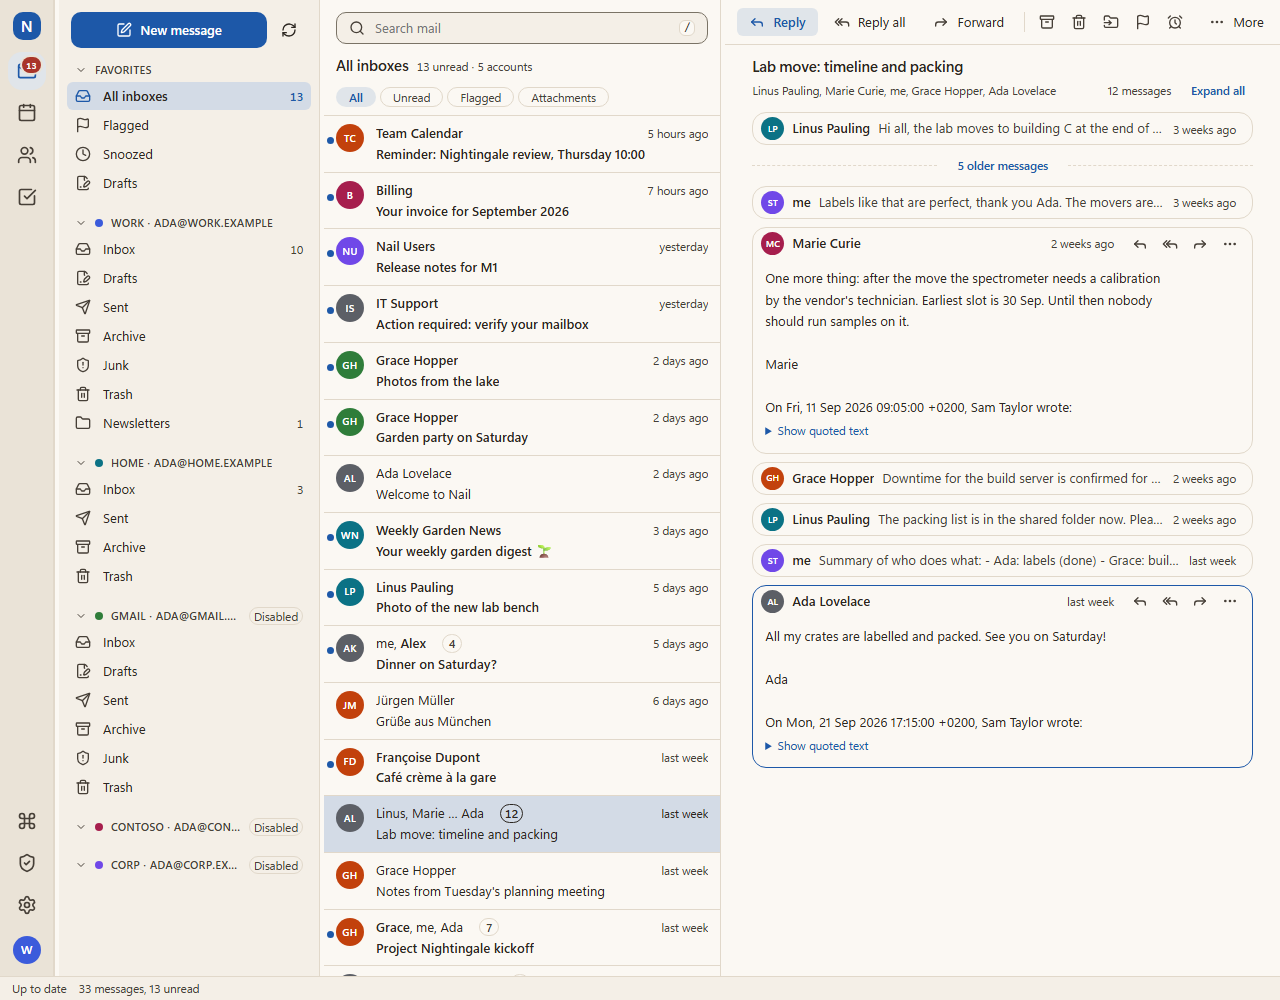 N
13
New message
FAVORITES
All inboxes 13
Flagged
Snoozed
Drafts
WORK · ADA@WORK.EXAMPLE
Inbox 10
Drafts
Sent
Archive
Junk
Trash
Newsletters 1
HOME · ADA@HOME.EXAMPLE
Inbox 3
Sent
Archive
Trash
GMAIL · ADA@GMAIL.... Disabled
Inbox
Drafts
Sent
Archive
Junk
Trash
CONTOSO · ADA@CON... Disabled
CORP · ADA@CORP.EX... Disabled
W
Search mail /
All inboxes 13 unread · 5 accounts
All Unread Flagged Attachments
TC Team Calendar 5 hours ago
Reminder: Nightingale review, Thursday 10:00
B Billing 7 hours ago
Your invoice for September 2026
NU Nail Users yesterday
Release notes for M1
IS IT Support yesterday
Action required: verify your mailbox
GH Grace Hopper 2 days ago
Photos from the lake
GH Grace Hopper 2 days ago
Garden party on Saturday
AL Ada Lovelace 2 days ago
Welcome to Nail
WN Weekly Garden News 3 days ago
Your weekly garden digest 🌱
LP Linus Pauling 5 days ago
Photo of the new lab bench
AK me, Alex 4 5 days ago
Dinner on Saturday?
JM Jürgen Müller 6 days ago
Grüße aus München
FD Françoise Dupont last week
Café crème à la gare
AL Linus, Marie ... Ada 12 last week
Lab move: timeline and packing
GH Grace Hopper last week
Notes from Tuesday's planning meeting
GH Grace, me, Ada 7 last week
Project Nightingale kickoff
Reply Reply all Forward More
Lab move: timeline and packing
Linus Pauling, Marie Curie, me, Grace Hopper, Ada Lovelace 12 messages Expand all
LP Linus Pauling Hi all, the lab moves to building C at the end of ... 3 weeks ago
5 older messages
ST me Labels like that are perfect, thank you Ada. The movers are... 3 weeks ago
MC Marie Curie 2 weeks ago
One more thing: after the move the spectrometer needs a calibration
by the vendor's technician. Earliest slot is 30 Sep. Until then nobody
should run samples on it.
Marie
On Fri, 11 Sep 2026 09:05:00 +0200, Sam Taylor wrote:
Show quoted text
GH Grace Hopper Downtime for the build server is confirmed for ... 2 weeks ago
LP Linus Pauling The packing list is in the shared folder now. Plea... 2 weeks ago
ST me Summary of who does what: - Ada: labels (done) - Grace: buil... last week
AL Ada Lovelace last week
All my crates are labelled and packed. See you on Saturday!
Ada
On Mon, 21 Sep 2026 17:15:00 +0200, Sam Taylor wrote:
Show quoted text
Up to date 33 messages, 13 unread